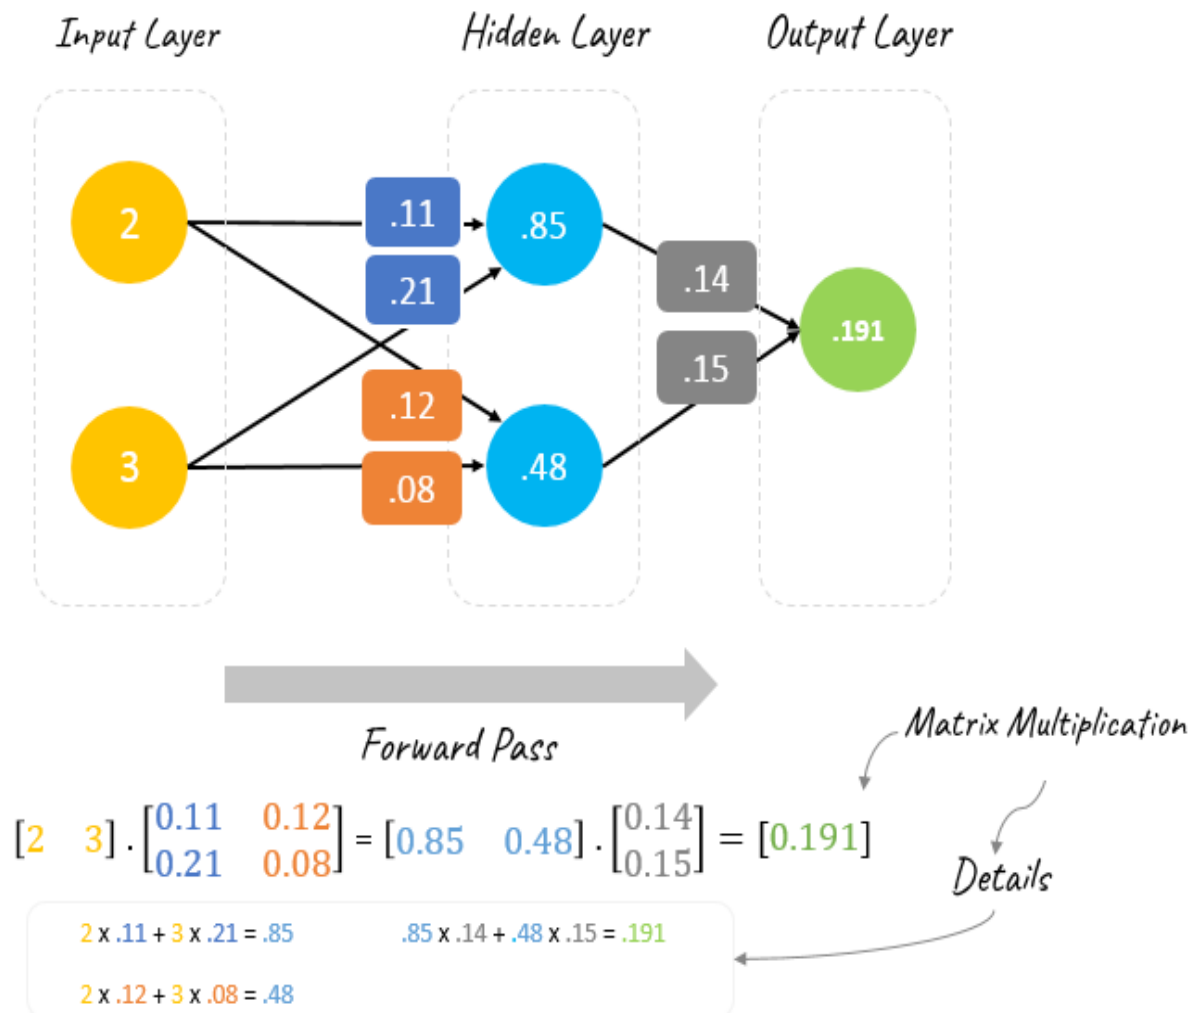 Input Layer
Hidden Layer
Output Layer
2
.11
.85
.21
.14
.191
.15
.12
3
.48
.08
Forward Pass
Matrix Multiplication
[2 3] . [0.11 0.12
0.21 0.08] = [0.85 0.48] . [0.14
0.15] = [0.191]
Details
2 x .11 + 3 x .21 = .85
.85 x .14 + .48 x .15 = .191
2 x .12 + 3 x .08 = .48